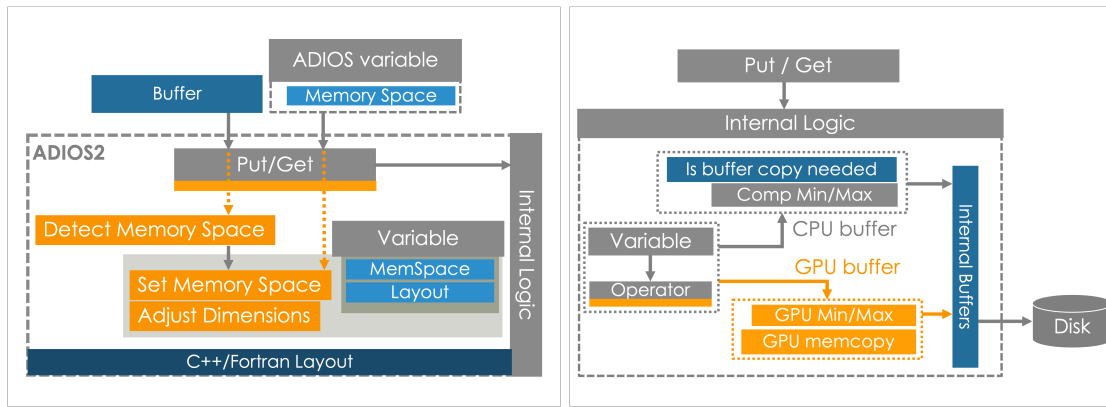 ADIOS variable
Memory Space
Buffer
ADIOS2
Put/Get
Detect Memory Space
Set Memory Space
Adjust Dimensions
Variable
MemSpace
Layout
Internal Logic
C++/Fortran Layout
Put / Get
Internal Logic
Is buffer copy needed
Comp Min/Max
CPU buffer
Variable
Operator
GPU buffer
GPU Min/Max
GPU memcopy
Internal Buffers
Disk